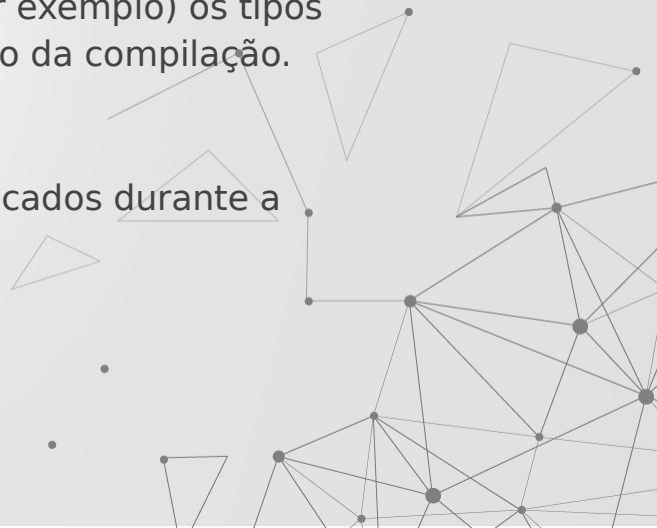 exemplo) os tipos
o da compilação.
cados durante a